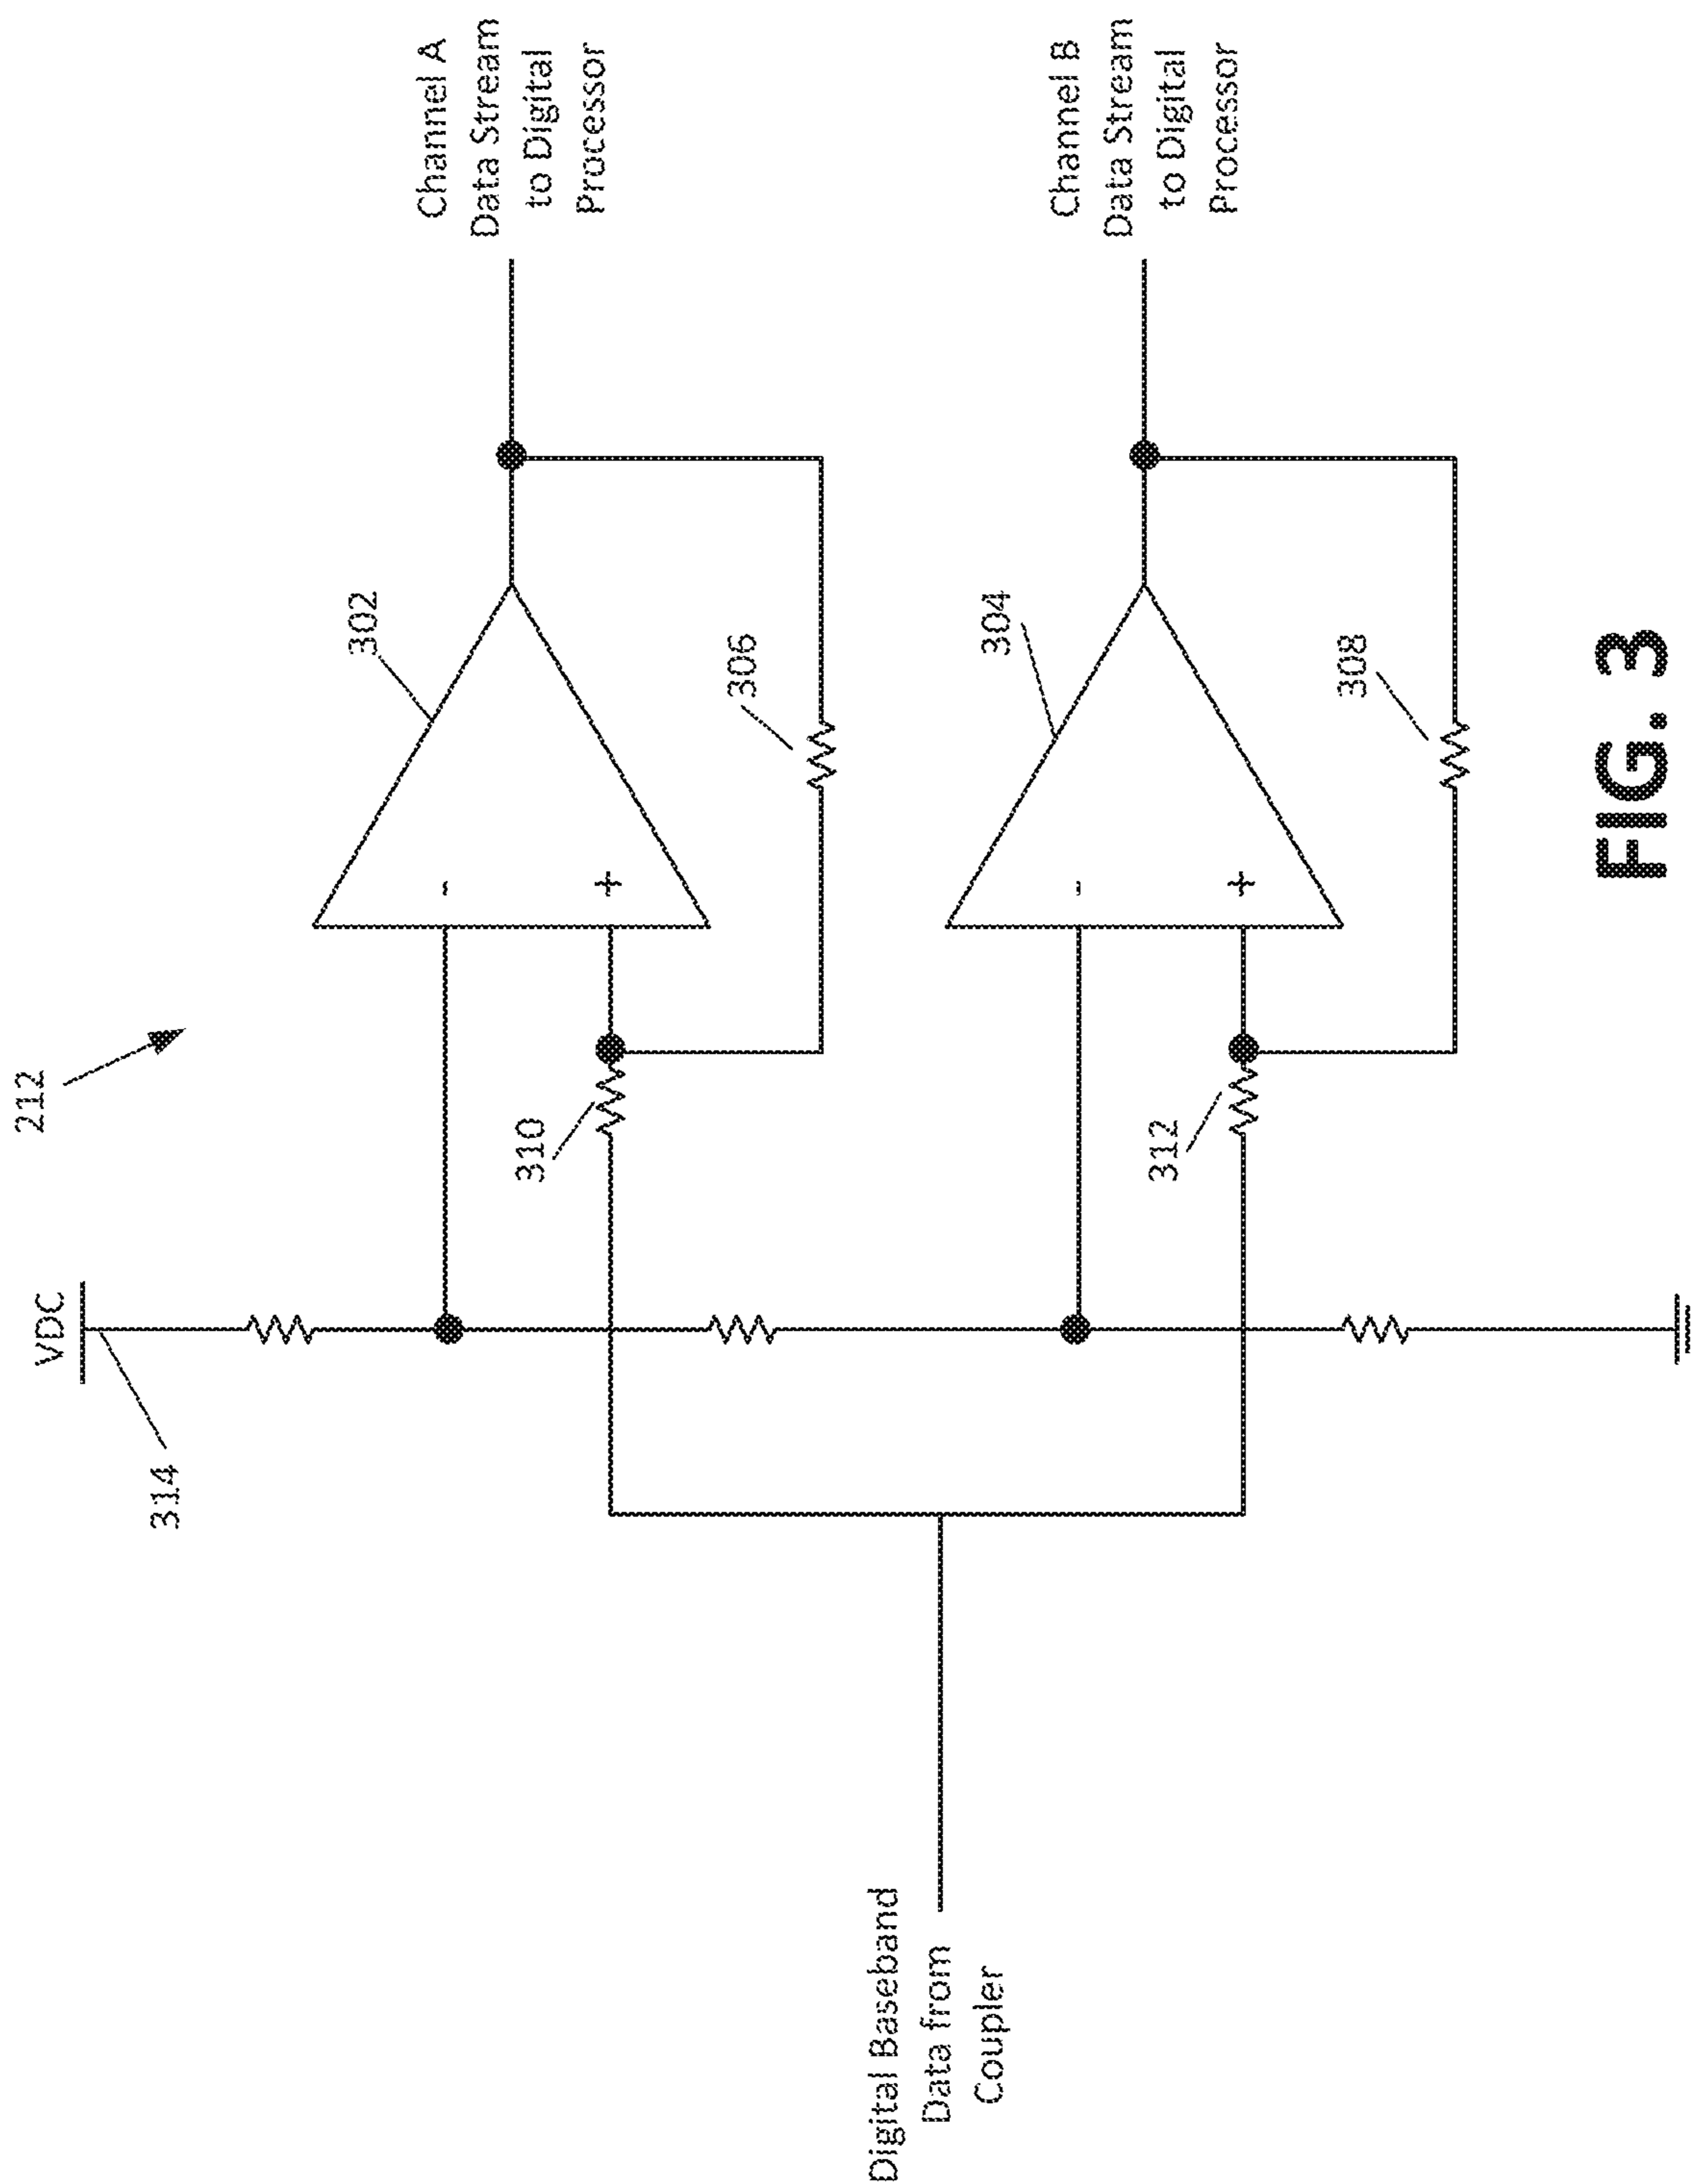 212
VDC
314
302
Channel A
Data Stream
to Digital
Processor
-
+
310
306
Digital Baseband
Data from
Coupler
304
Channel B
Data Stream
to Digital
Processor
-
+
312
308
FIG. 3